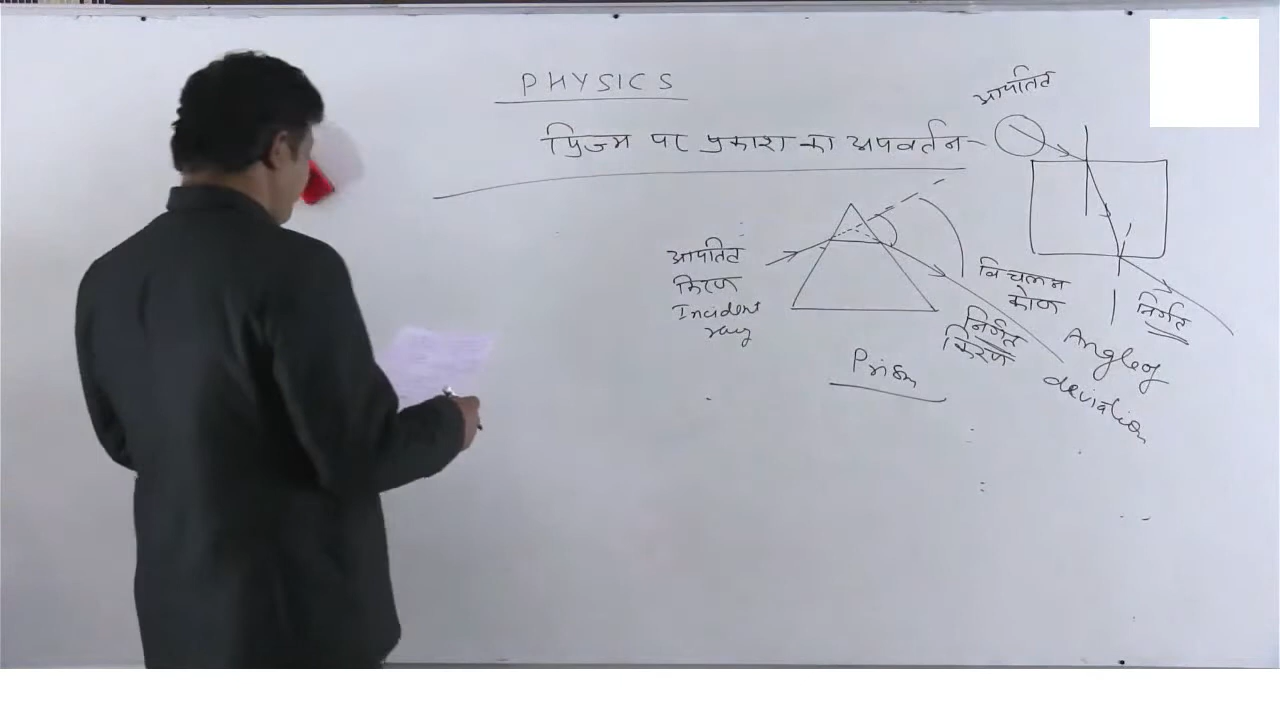 PHYSICS
प्रिज्म पर प्रकाश का अपवर्तन
आपतित
आपतित
किरण
Incident
ray
विचलन
कोण
निर्गत
किरण
निर्गत
Angle of
deviation
Prism